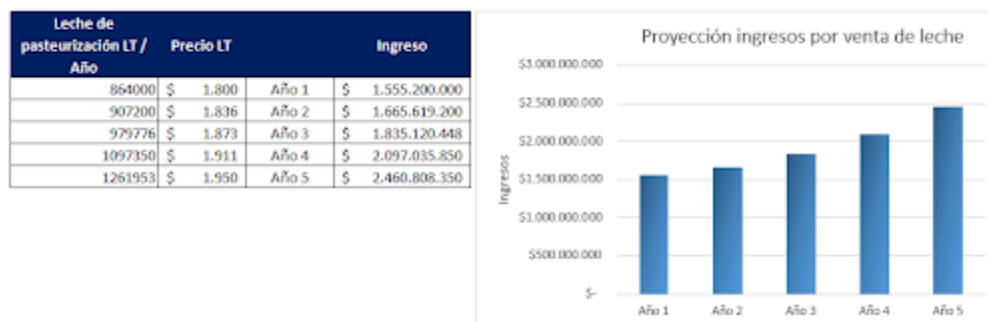 Leche de
pasteurización LT / Precio LT Ingreso
Año
864000 $ 1.800 Año 1 $ 1.555.200.000
907200 $ 1.836 Año 2 $ 1.665.619.200
979776 $ 1.873 Año 3 $ 1.835.120.448
1097350 $ 1.911 Año 4 $ 2.097.035.850
1261953 $ 1.950 Año 5 $ 2.460.808.350
Proyección ingresos por venta de leche
$3.000.000.000
$2.500.000.000
$2.000.000.000
$1.500.000.000
$1.000.000.000
$500.000.000
$-
Ingresos
Año 1 Año 2 Año 3 Año 4 Año 5